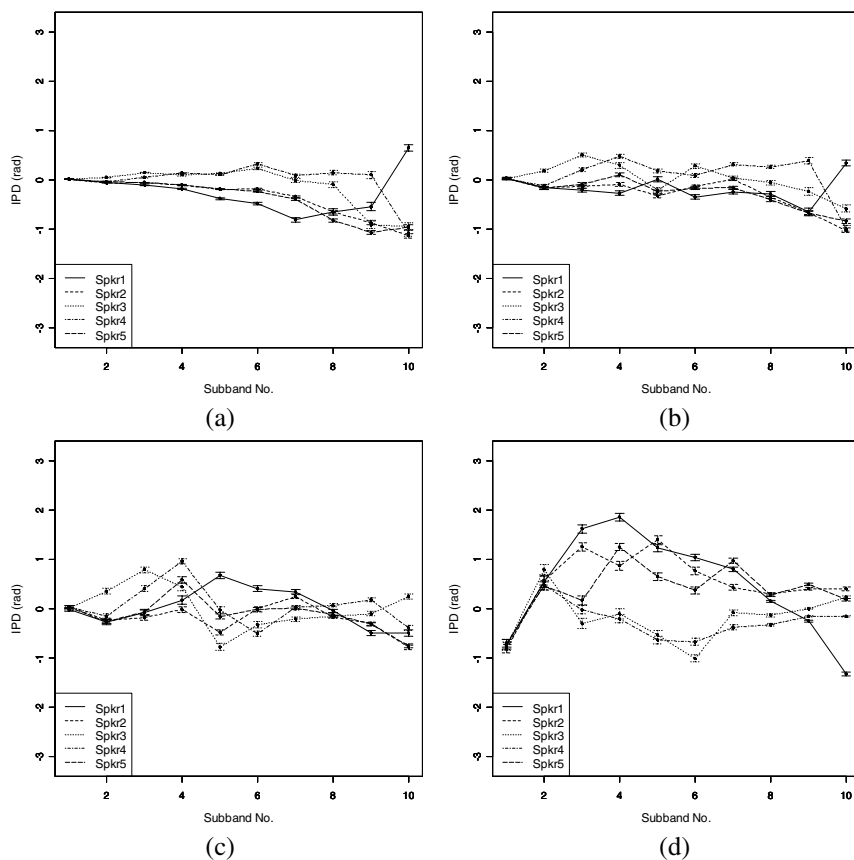 3
2
1
0
-1
-2
-3
IPD (rad)
Spkr1
Spkr2
Spkr3
Spkr4
Spkr5
2 4 6 8 10
Subband No.
(a)
3
2
1
0
-1
-2
-3
IPD (rad)
Spkr1
Spkr2
Spkr3
Spkr4
Spkr5
2 4 6 8 10
Subband No.
(b)
3
2
1
0
-1
-2
-3
IPD (rad)
Spkr1
Spkr2
Spkr3
Spkr4
Spkr5
2 4 6 8 10
Subband No.
(c)
3
2
1
0
-1
-2
-3
IPD (rad)
Spkr1
Spkr2
Spkr3
Spkr4
Spkr5
2 4 6 8 10
Subband No.
(d)